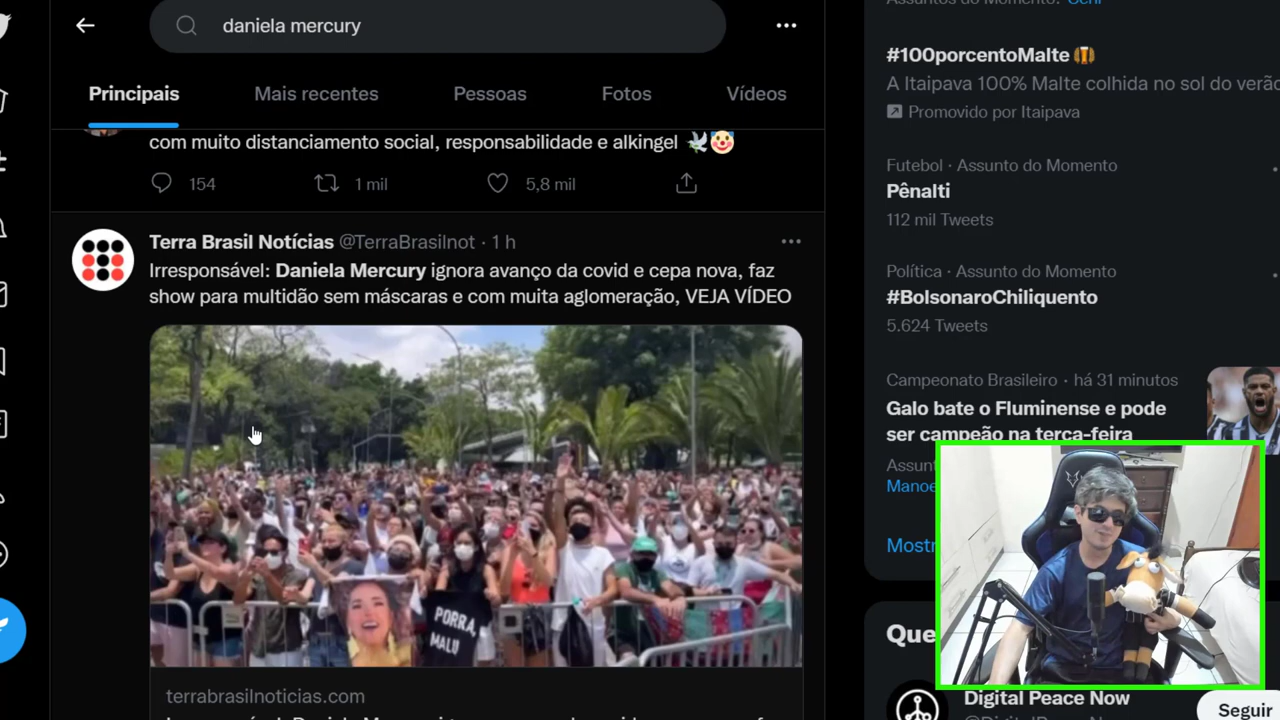 daniela mercury
Principais
Mais recentes
Pessoas
Fotos
Vídeos
com muito distanciamento social, responsabilidade e alkingel 🕊🤡
154
1 mil
5,8 mil
Terra Brasil Notícias @TerraBrasilnot · 1 h
Irresponsável: Daniela Mercury ignora avanço da covid e cepa nova, faz
show para multidão sem máscaras e com muita aglomeração, VEJA VÍDEO
PORRA,
MALU
terrabrasilnoticias.com
Assuntos do Momento:
#100porcentoMalte
A Itaipava 100% Malte colhida no sol do verão
Promovido por Itaipava
Futebol · Assunto do Momento
Pênalti
112 mil Tweets
Política · Assunto do Momento
#BolsonaroChiliquento
5.624 Tweets
Campeonato Brasileiro · há 31 minutos
Galo bate o Fluminense e pode
ser campeão na terça-feira
Assun
Manoe
Mostr
Que
Digital Peace Now
Seguir